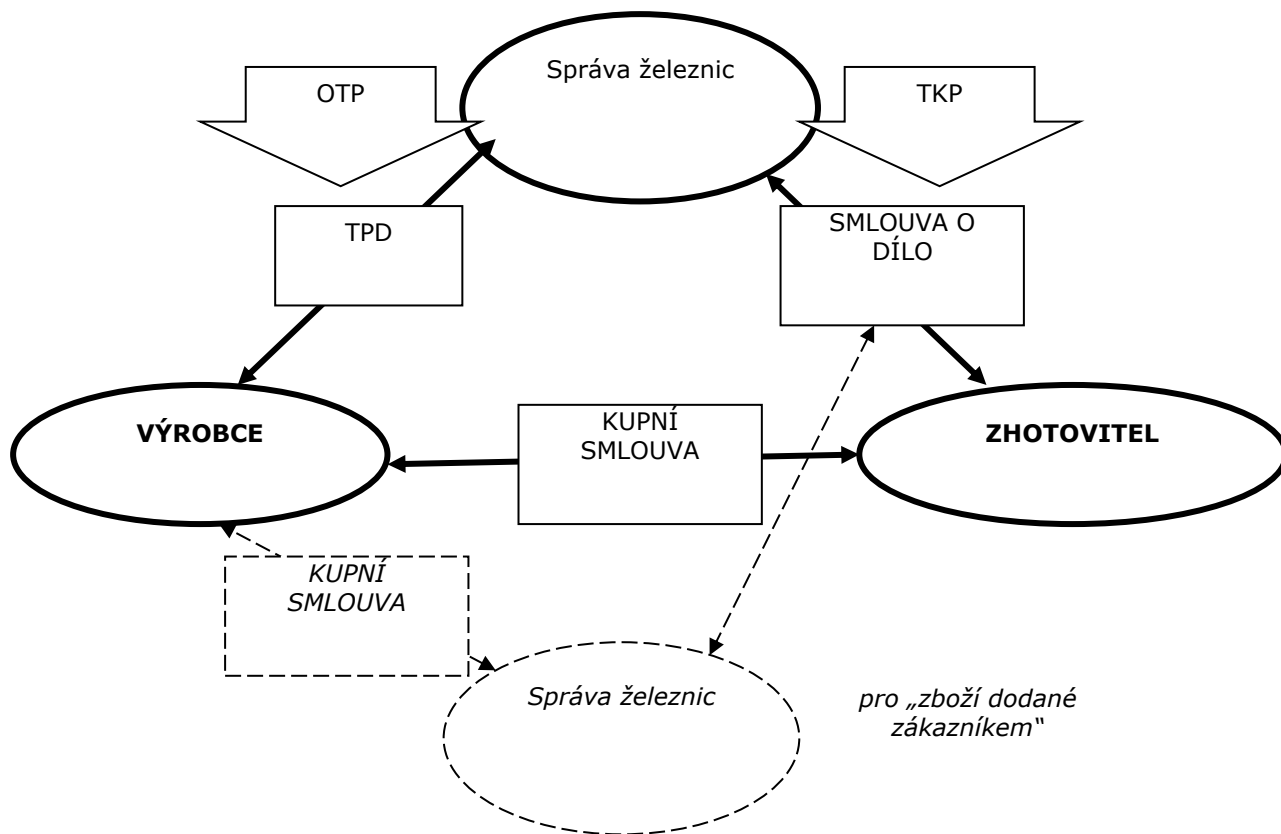 Správa železnic
OTP
TKP
TPD
SMLOUVA O
DÍLO
VÝROBCE
KUPNÍ
SMLOUVA
ZHOTOVITEL
KUPNÍ
SMLOUVA
Správa železnic
pro „zboží dodané
zákazníkem“